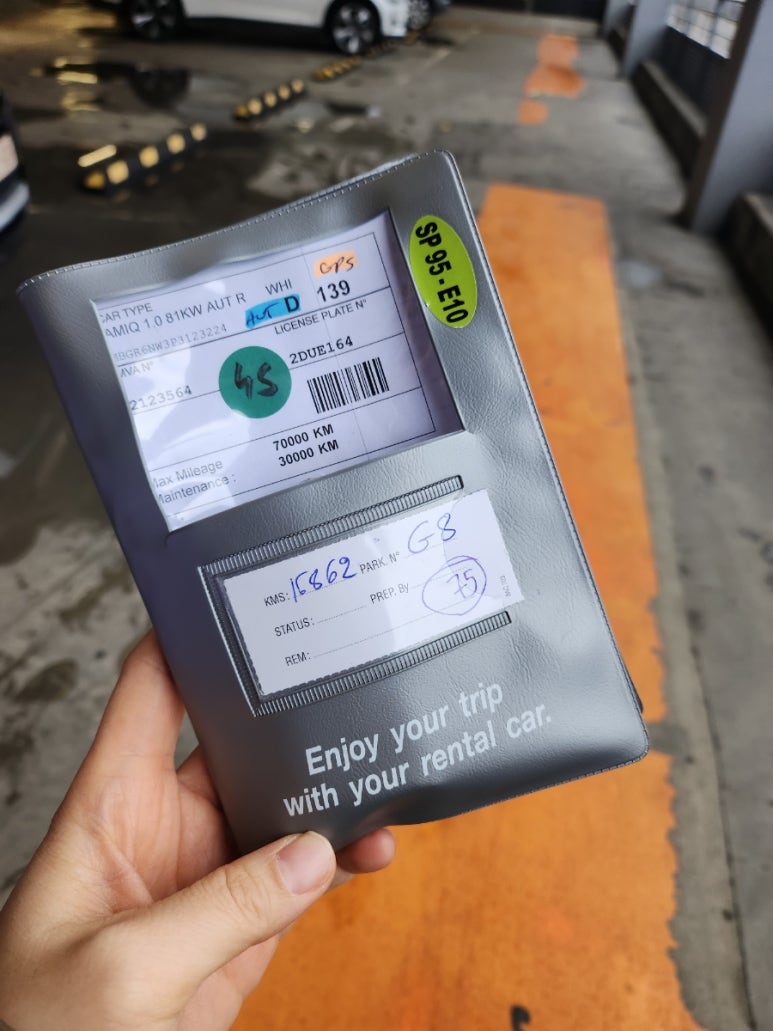 SP 95 - E10
CAR TYPE WHI GPS
AMIQ 1.0 81KW AUT R AUT D 139
LICENSE PLATE N°
MVA N° 2DUE164
2123564 45
Max Mileage 70000 KM
Maintenance : 30000 KM
KMS: 15862 PARK. N° G8
STATUS: PREP. BY 75
REM:
Enjoy your trip
with your rental car.